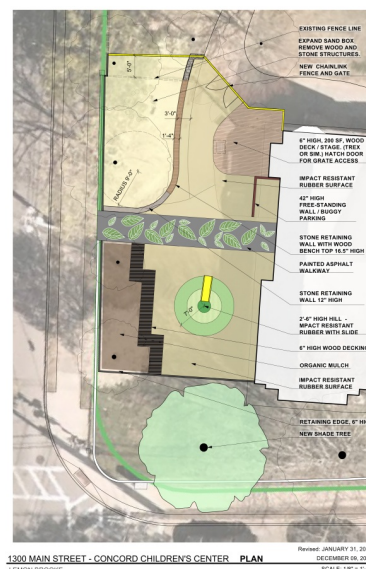 EXISTING FENCE LINE
EXPAND SAND BOX.
REMOVE WOOD AND
STONE STRUCTURES.
NEW CHAINLINK
FENCE AND GATE
5'-0"
3'-0"
1'-4"
RADIUS 9'-0"
6" HIGH, 200 SF, WOOD
DECK / STAGE. (TREX
OR SIM.) HATCH DOOR
FOR GRATE ACCESS
IMPACT RESISTANT
RUBBER SURFACE
42" HIGH
FREE-STANDING
WALL / BUGGY
PARKING
STONE RETAINING
WALL WITH WOOD
BENCH TOP 16.5" HIGH
PAINTED ASPHALT
WALKWAY
STONE RETAINING
WALL 12" HIGH
7'-0"
2'-6" HIGH HILL -
MPACT RESISTANT
RUBBER WITH SLIDE
6" HIGH WOOD DECKING
ORGANIC MULCH
IMPACT RESISTANT
RUBBER SURFACE
RETAINING EDGE, 6" HI
NEW SHADE TREE
Revised: JANUARY 31, 20
1300 MAIN STREET - CONCORD CHILDREN'S CENTER PLAN
DECEMBER 09, 20